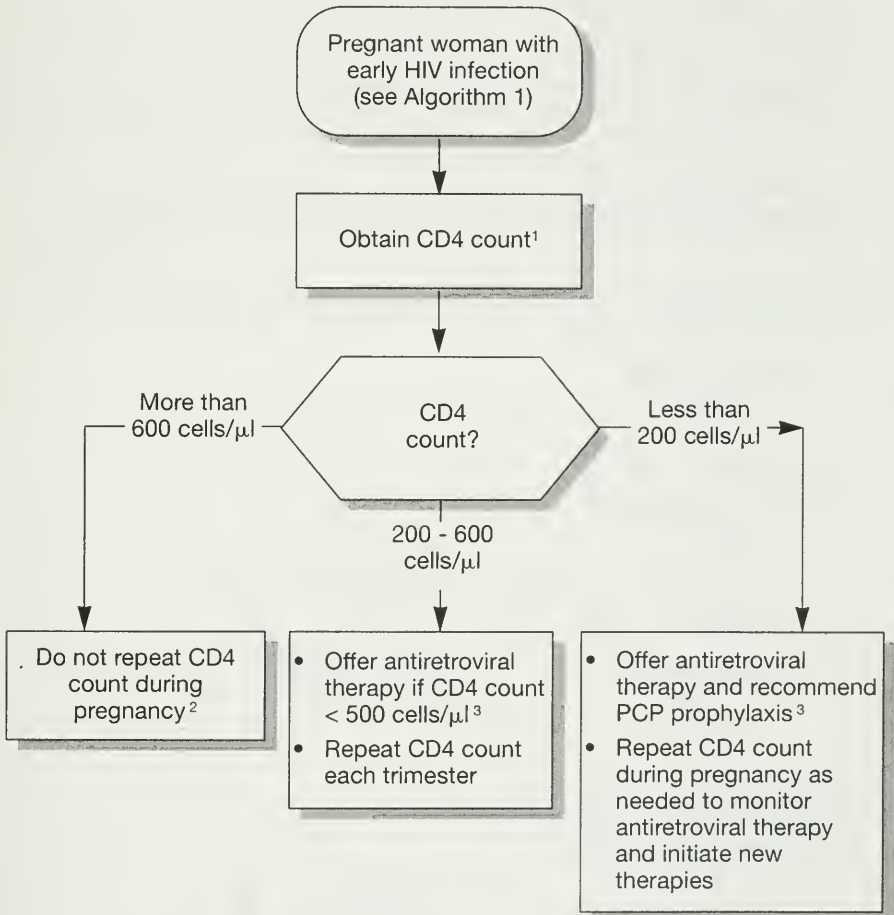 Pregnant woman with
early HIV infection
(see Algorithm 1)
Obtain CD4 count¹
CD4
count?
More than
600 cells/μl
Less than
200 cells/μl
200 - 600
cells/μl
Do not repeat CD4
count during
pregnancy²
• Offer antiretroviral
therapy if CD4 count
< 500 cells/μl³
• Repeat CD4 count
each trimester
• Offer antiretroviral
therapy and recommend
PCP prophylaxis³
• Repeat CD4 count
during pregnancy as
needed to monitor
antiretroviral therapy
and initiate new
therapies